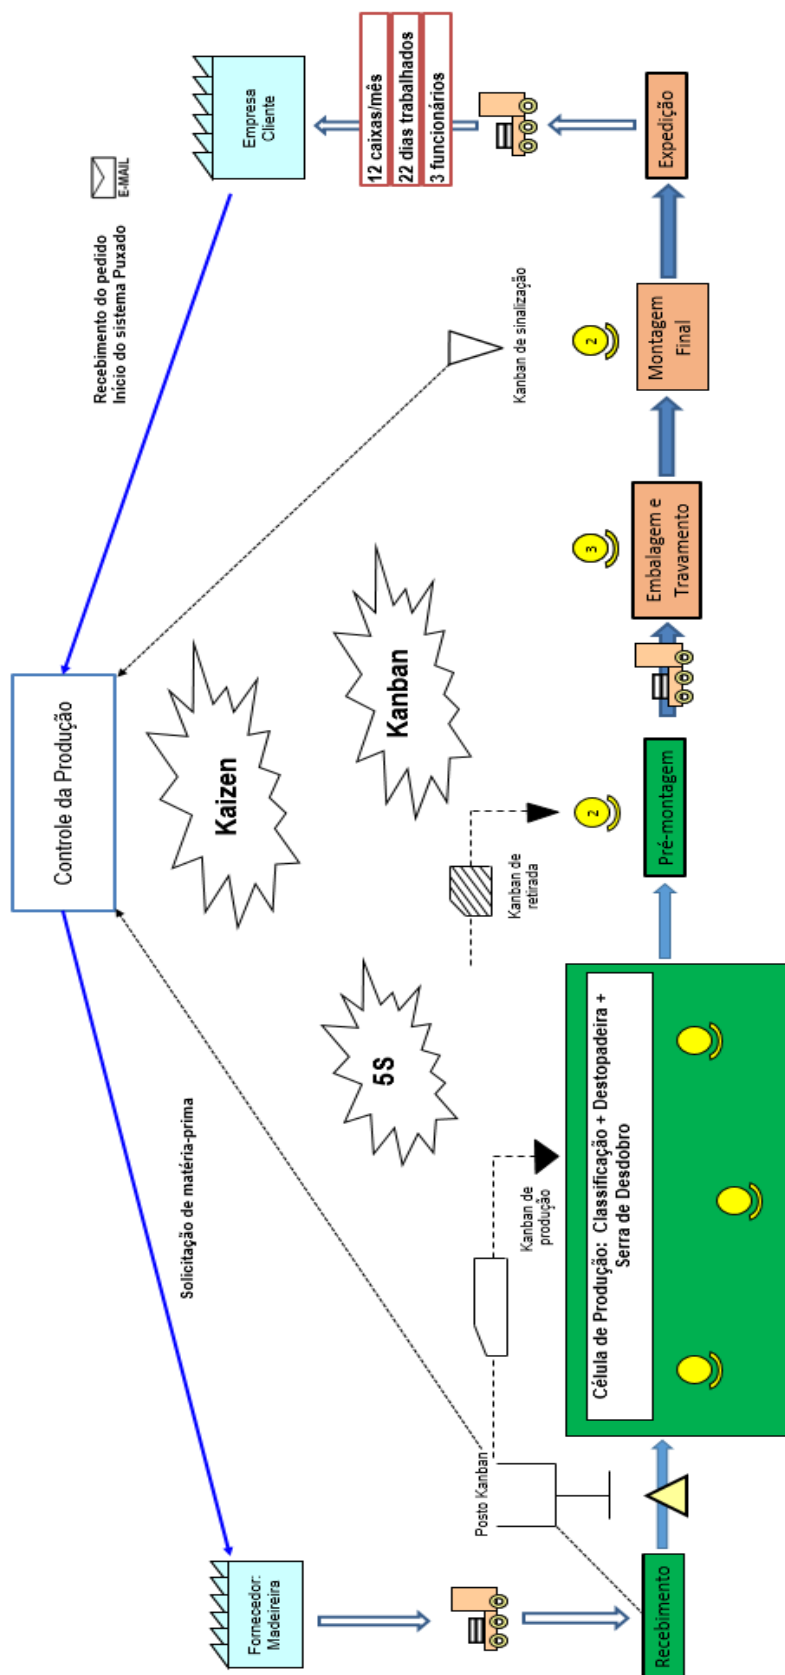 Controle da Produção
Recebimento do pedido
Início do sistema Puxado
E-MAIL
Solicitação de matéria-prima
Fornecedor:
Madeireira
Empresa
Cliente
12 caixas/mês
22 dias trabalhados
3 funcionários
Kaizen
Kanban
5S
Posto Kanban
Kanban de
produção
Kanban de
retirada
Kanban de sinalização
2
3
2
Recebimento
Célula de Produção: Classificação + Destopadeira +
Serra de Desdobro
Pré-montagem
Embalagem e
Travamento
Montagem
Final
Expedição